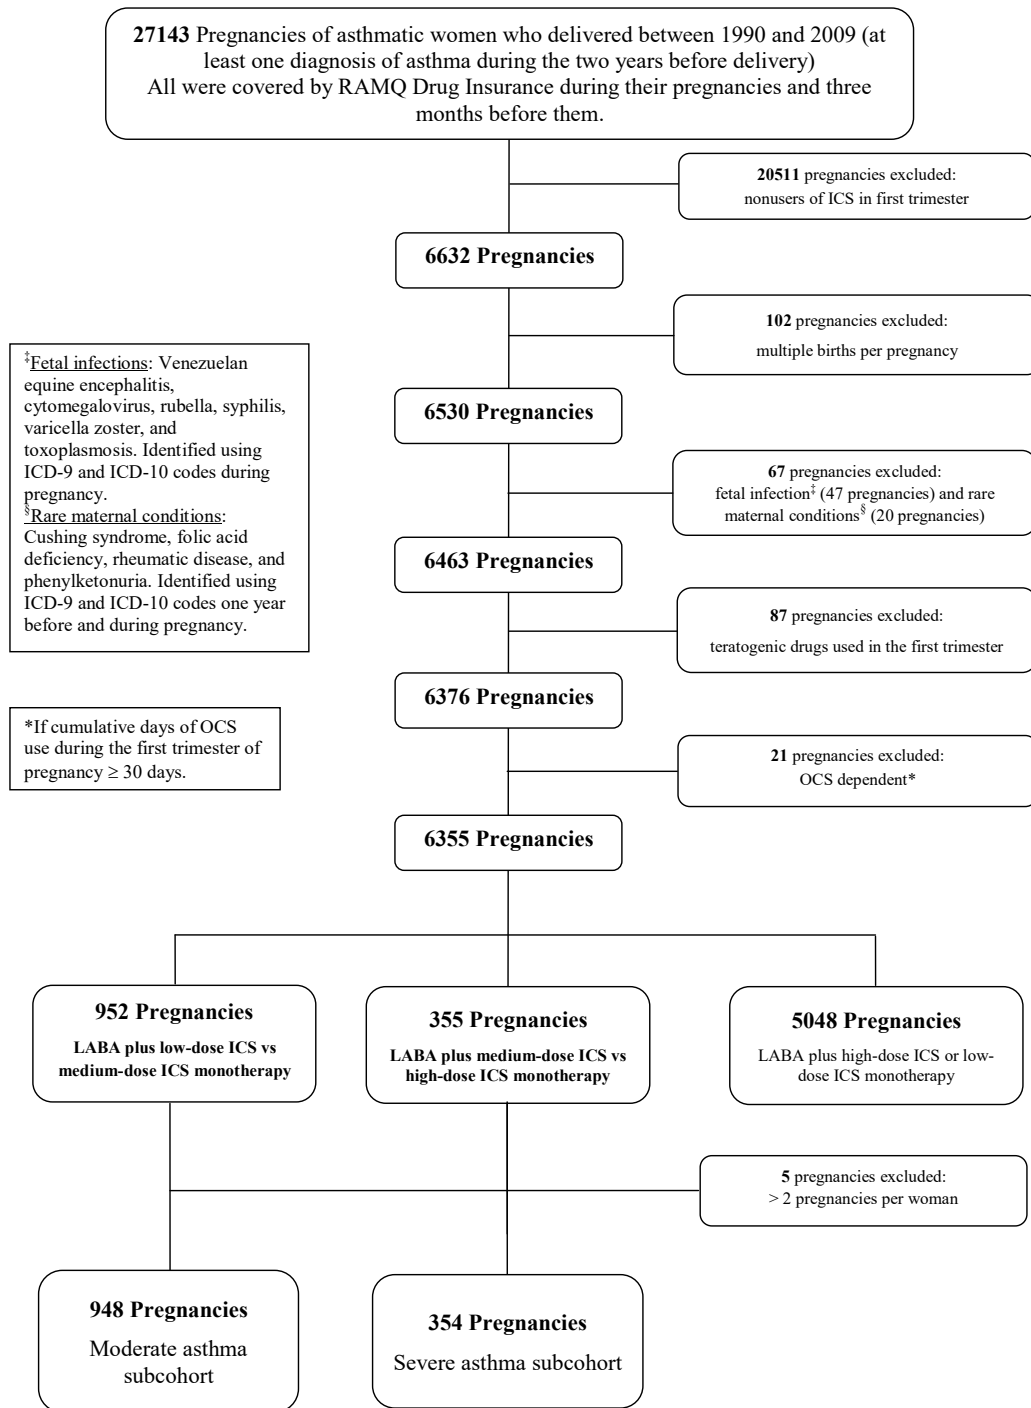 27143 Pregnancies of asthmatic women who delivered between 1990 and 2009 (at
least one diagnosis of asthma during the two years before delivery)
All were covered by RAMQ Drug Insurance during their pregnancies and three
months before them.
20511 pregnancies excluded:
nonusers of ICS in first trimester
6632 Pregnancies
102 pregnancies excluded:
multiple births per pregnancy
‡Fetal infections: Venezuelan
equine encephalitis,
cytomegalovirus, rubella, syphilis,
varicella zoster, and
toxoplasmosis. Identified using
ICD-9 and ICD-10 codes during
pregnancy.
§Rare maternal conditions:
Cushing syndrome, folic acid
deficiency, rheumatic disease, and
phenylketonuria. Identified using
ICD-9 and ICD-10 codes one year
before and during pregnancy.
6530 Pregnancies
67 pregnancies excluded:
fetal infection‡ (47 pregnancies) and rare
maternal conditions§ (20 pregnancies)
6463 Pregnancies
87 pregnancies excluded:
teratogenic drugs used in the first trimester
6376 Pregnancies
*If cumulative days of OCS
use during the first trimester of
pregnancy ≥ 30 days.
21 pregnancies excluded:
OCS dependent*
6355 Pregnancies
952 Pregnancies
LABA plus low-dose ICS vs
medium-dose ICS monotherapy
355 Pregnancies
LABA plus medium-dose ICS vs
high-dose ICS monotherapy
5048 Pregnancies
LABA plus high-dose ICS or low-
dose ICS monotherapy
5 pregnancies excluded:
> 2 pregnancies per woman
948 Pregnancies
Moderate asthma
subcohort
354 Pregnancies
Severe asthma subcohort